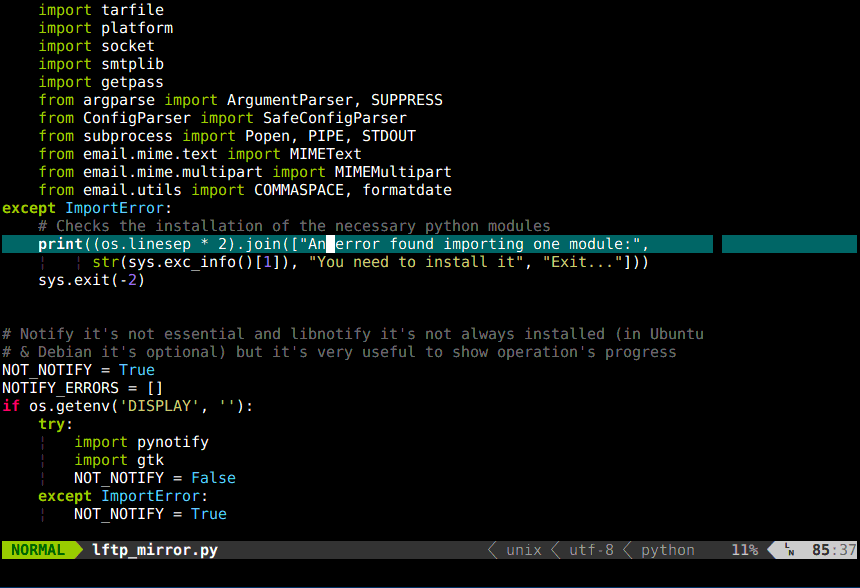 import tarfile
    import platform
    import socket
    import smtplib
    import getpass
    from argparse import ArgumentParser, SUPPRESS
    from ConfigParser import SafeConfigParser
    from subprocess import Popen, PIPE, STDOUT
    from email.mime.text import MIMEText
    from email.mime.multipart import MIMEMultipart
    from email.utils import COMMASPACE, formatdate
except ImportError:
    # Checks the installation of the necessary python modules
    print((os.linesep * 2).join(["An error found importing one module:",
    ¦   ¦ str(sys.exc_info()[1]), "You need to install it", "Exit..."]))
    sys.exit(-2)
# Notify it's not essential and libnotify it's not always installed (in Ubuntu
# & Debian it's optional) but it's very useful to show operation's progress
NOT_NOTIFY = True
NOTIFY_ERRORS = []
if os.getenv('DISPLAY', ''):
    try:
    ¦   import pynotify
    ¦   import gtk
    ¦   NOT_NOTIFY = False
    except ImportError:
    ¦   NOT_NOTIFY = True
NORMAL lftp_mirror.py unix utf-8 python 11% LN 85:37